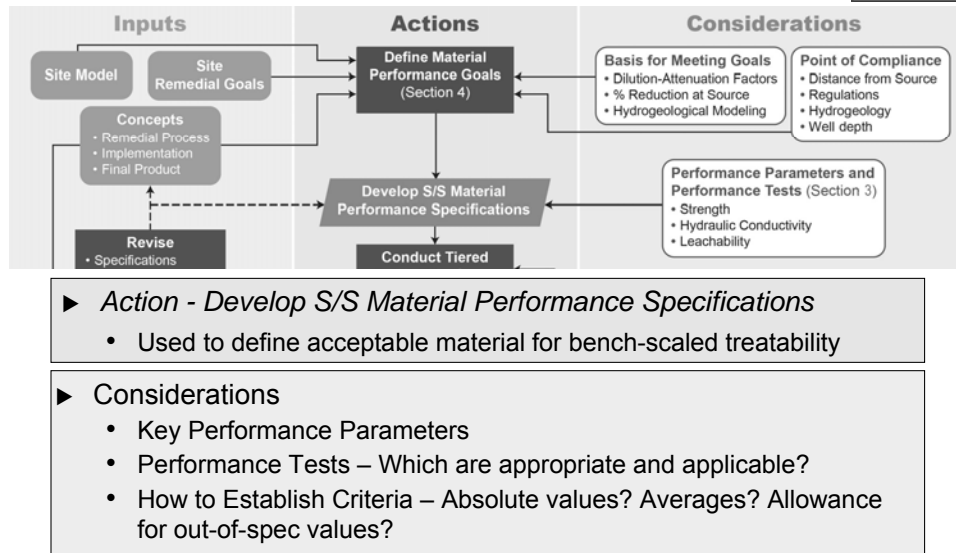 Inputs
Actions
Considerations
Site Model
Site
Remedial Goals
Define Material
Performance Goals
(Section 4)
Basis for Meeting Goals
• Dilution-Attenuation Factors
• % Reduction at Source
• Hydrogeological Modeling
Point of Compliance
• Distance from Source
• Regulations
• Hydrogeology
• Well depth
Concepts
• Remedial Process
• Implementation
• Final Product
Develop S/S Material
Performance Specifications
Performance Parameters and
Performance Tests (Section 3)
• Strength
• Hydraulic Conductivity
• Leachability
Revise
• Specifications
Conduct Tiered
► Action - Develop S/S Material Performance Specifications
• Used to define acceptable material for bench-scaled treatability
► Considerations
• Key Performance Parameters
• Performance Tests – Which are appropriate and applicable?
• How to Establish Criteria – Absolute values? Averages? Allowance
for out-of-spec values?